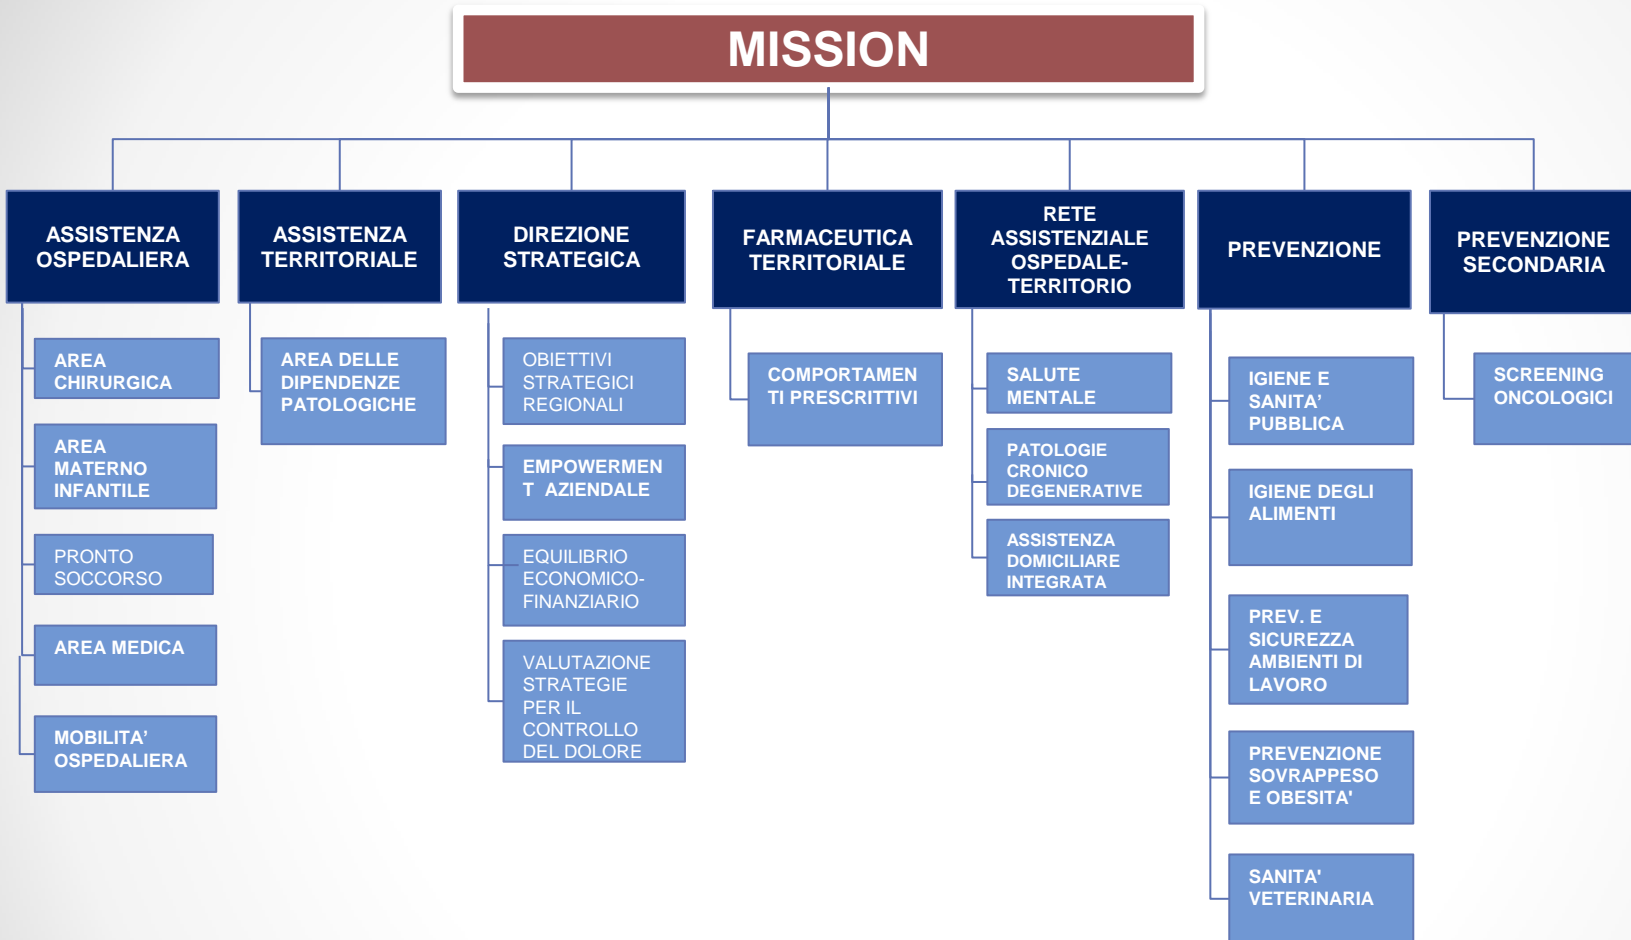 MISSION
ASSISTENZA
OSPEDALIERA
AREA
CHIRURGICA
AREA
MATERNO
INFANTILE
PRONTO
SOCCORSO
AREA MEDICA
MOBILITA’
OSPEDALIERA
ASSISTENZA
TERRITORIALE
AREA DELLE
DIPENDENZE
PATOLOGICHE
DIREZIONE
STRATEGICA
OBIETTIVI
STRATEGICI
REGIONALI
EMPOWERMEN
T AZIENDALE
EQUILIBRIO
ECONOMICO-
FINANZIARIO
VALUTAZIONE
STRATEGIE
PER IL
CONTROLLO
DEL DOLORE
FARMACEUTICA
TERRITORIALE
COMPORTAMEN
TI PRESCRITTIVI
RETE
ASSISTENZIALE
OSPEDALE-
TERRITORIO
SALUTE
MENTALE
PATOLOGIE
CRONICO
DEGENERATIVE
ASSISTENZA
DOMICILIARE
INTEGRATA
PREVENZIONE
IGIENE E
SANITA’
PUBBLICA
IGIENE DEGLI
ALIMENTI
PREV. E
SICUREZZA
AMBIENTI DI
LAVORO
PREVENZIONE
SOVRAPPESO
E OBESITA'
SANITA'
VETERINARIA
PREVENZIONE
SECONDARIA
SCREENING
ONCOLOGICI